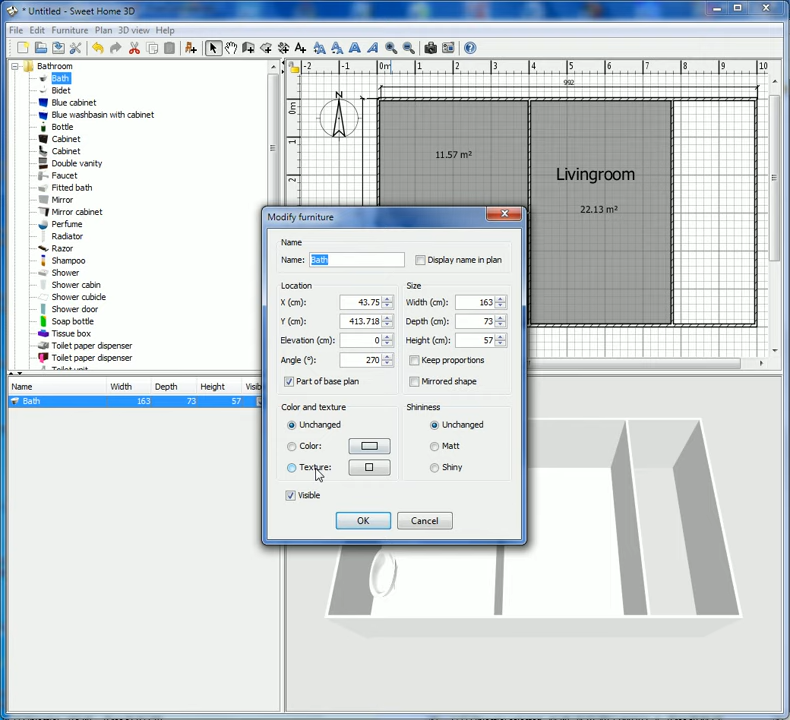 * Untitled - Sweet Home 3D
File Edit Furniture Plan 3D view Help
Bathroom
Bath
Bidet
Blue cabinet
Blue washbasin with cabinet
Bottle
Cabinet
Cabinet
Double vanity
Faucet
Fitted bath
Mirror
Mirror cabinet
Perfume
Radiator
Razor
Shampoo
Shower
Shower cabin
Shower cubicle
Shower door
Soap bottle
Tissue box
Toilet paper dispenser
Toilet paper dispenser
Toilet unit
-2 -1 0m 1 2 3 4 5 6 7 8 9 10
0m
1
2
N
992
11.57 m²
Livingroom
22.13 m²
Name Width Depth Height Visib
Bath 163 73 57
Modify furniture
Name
Name: Bath Display name in plan
Location
X (cm): 43.75
Y (cm): 413.718
Elevation (cm): 0
Angle (°): 270
Part of base plan
Size
Width (cm): 163
Depth (cm): 73
Height (cm): 57
Keep proportions
Mirrored shape
Color and texture
Unchanged
Color:
Texture:
Shininess
Unchanged
Matt
Shiny
Visible
OK Cancel